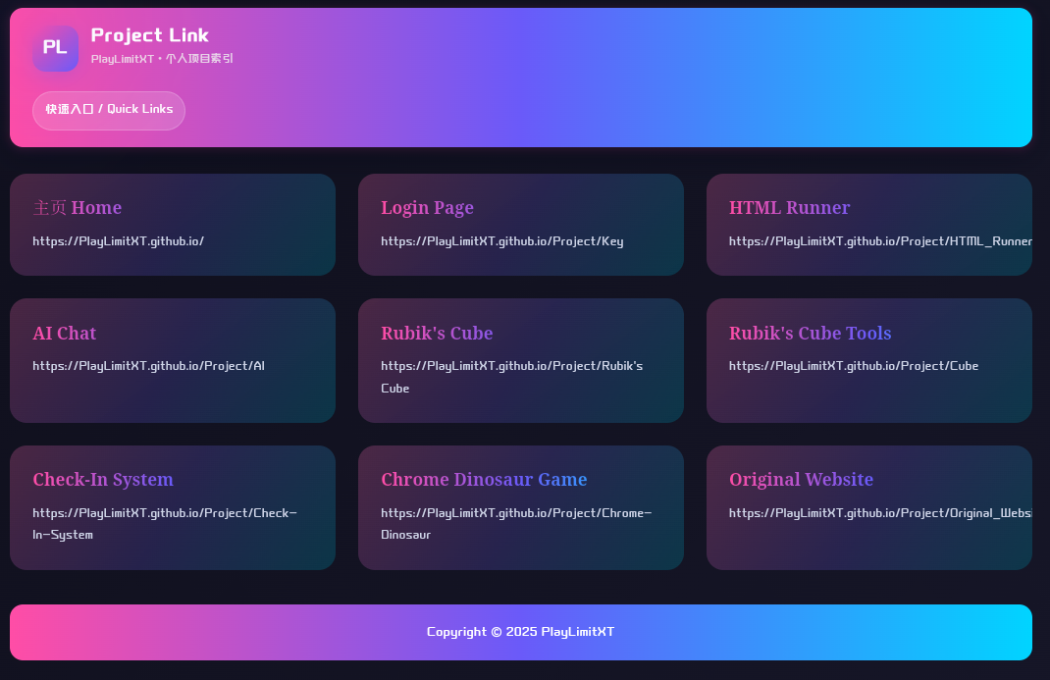 PL
Project Link
PlayLimitXT · 个人项目索引
快速入口 / Quick Links
主页 Home
https://PlayLimitXT.github.io/
Login Page
https://PlayLimitXT.github.io/Project/Key
HTML Runner
https://PlayLimitXT.github.io/Project/HTML_Runner
AI Chat
https://PlayLimitXT.github.io/Project/AI
Rubik's Cube
https://PlayLimitXT.github.io/Project/Rubik's
Cube
Rubik's Cube Tools
https://PlayLimitXT.github.io/Project/Cube
Check-In System
https://PlayLimitXT.github.io/Project/Check-
In-System
Chrome Dinosaur Game
https://PlayLimitXT.github.io/Project/Chrome-
Dinosaur
Original Website
https://PlayLimitXT.github.io/Project/Original_Websi
Copyright © 2025 PlayLimitXT